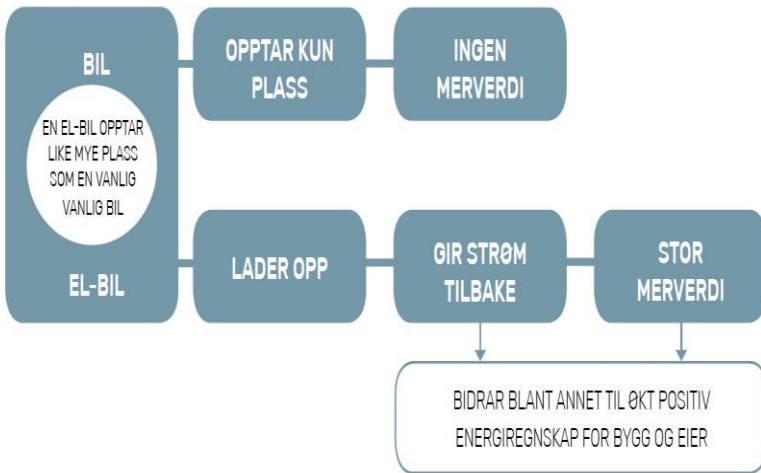 BIL
EN EL-BIL OPPTAR
LIKE MYE PLASS
SOM EN VANLIG
VANLIG BIL
EL-BIL
OPPTAR KUN
PLASS
INGEN
MERVERDI
LADER OPP
GIR STRØM
TILBAKE
STOR
MERVERDI
BIDRAR BLANT ANNET TIL ØKT POSITIV
ENERGIREGNSKAP FOR BYGG OG EIER